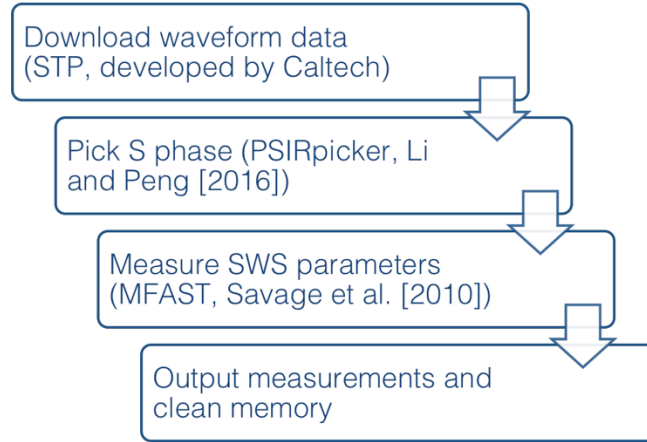 Download waveform data
(STP, developed by Caltech)
Pick S phase (PSIRpicker, Li
and Peng [2016])
Measure SWS parameters
(MFAST, Savage et al. [2010])
Output measurements and
clean memory